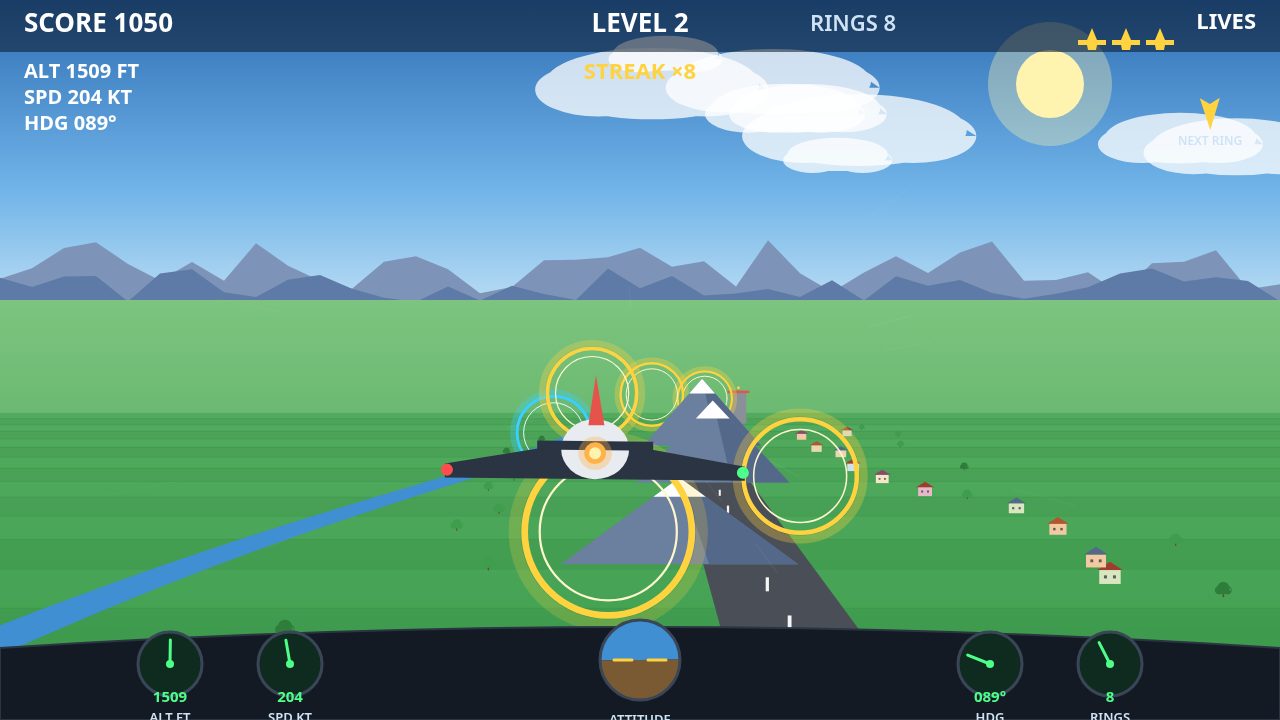 SCORE 1050
LEVEL 2
RINGS 8
LIVES
ALT 1509 FT
SPD 204 KT
HDG 089°
STREAK ×8
NEXT RING
1509
204
089°
8
ALT FT
SPD KT
ATTITUDE
HDG
RINGS